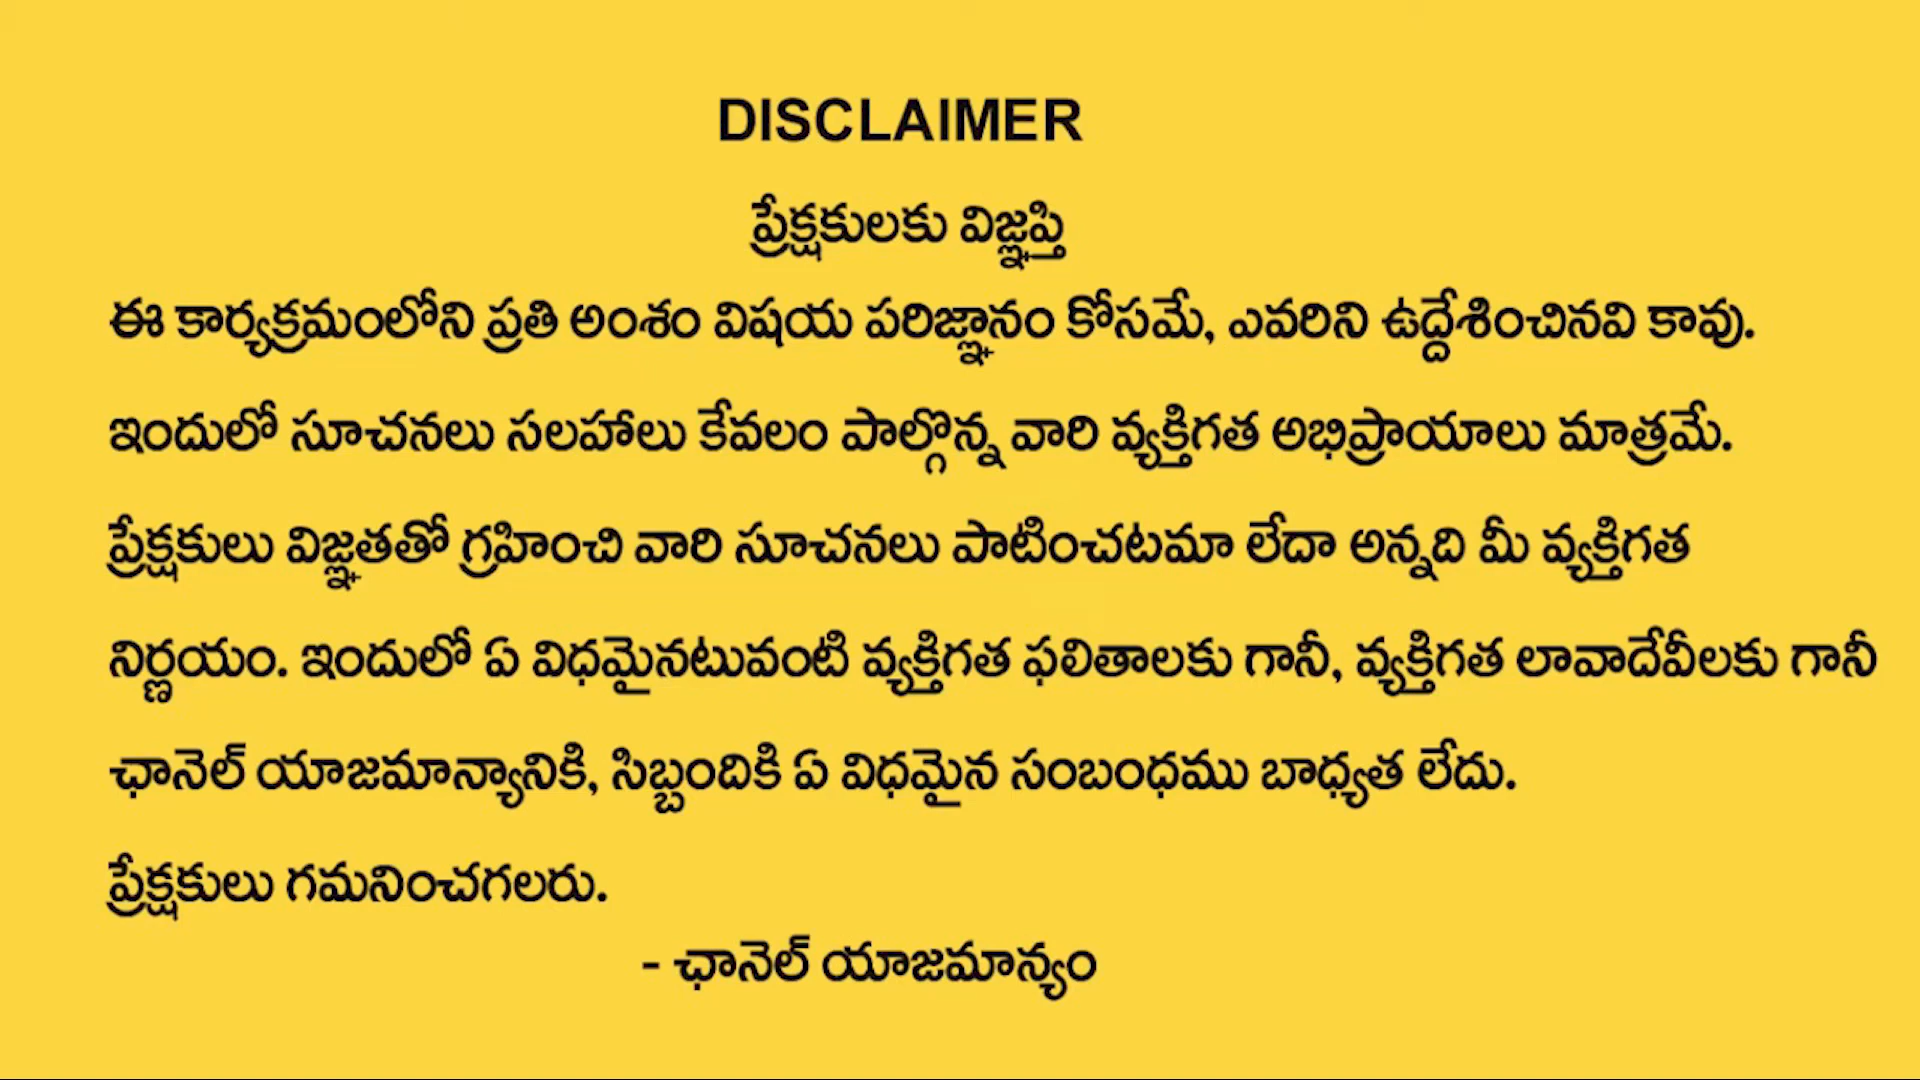 DISCLAIMER
ప్రేక్షకులకు విజ్ఞప్తి
ఈ కార్యక్రమంలోని ప్రతి అంశం విషయ పరిజ్ఞానం కోసమే, ఎవరిని ఉద్దేశించినవి కావు.
ఇందులో సూచనలు సలహాలు కేవలం పాల్గొన్న వారి వ్యక్తిగత అభిప్రాయాలు మాత్రమే.
ప్రేక్షకులు విజ్ఞతతో గ్రహించి వారి సూచనలు పాటించటమా లేదా అన్నది మీ వ్యక్తిగత
నిర్ణయం. ఇందులో ఏ విధమైనటువంటి వ్యక్తిగత ఫలితాలకు గానీ, వ్యక్తిగత లావాదేవీలకు గానీ
ఛానెల్ యాజమాన్యానికి, సిబ్బందికి ఏ విధమైన సంబంధము బాధ్యత లేదు.
ప్రేక్షకులు గమనించగలరు.
- ఛానెల్ యాజమాన్యం